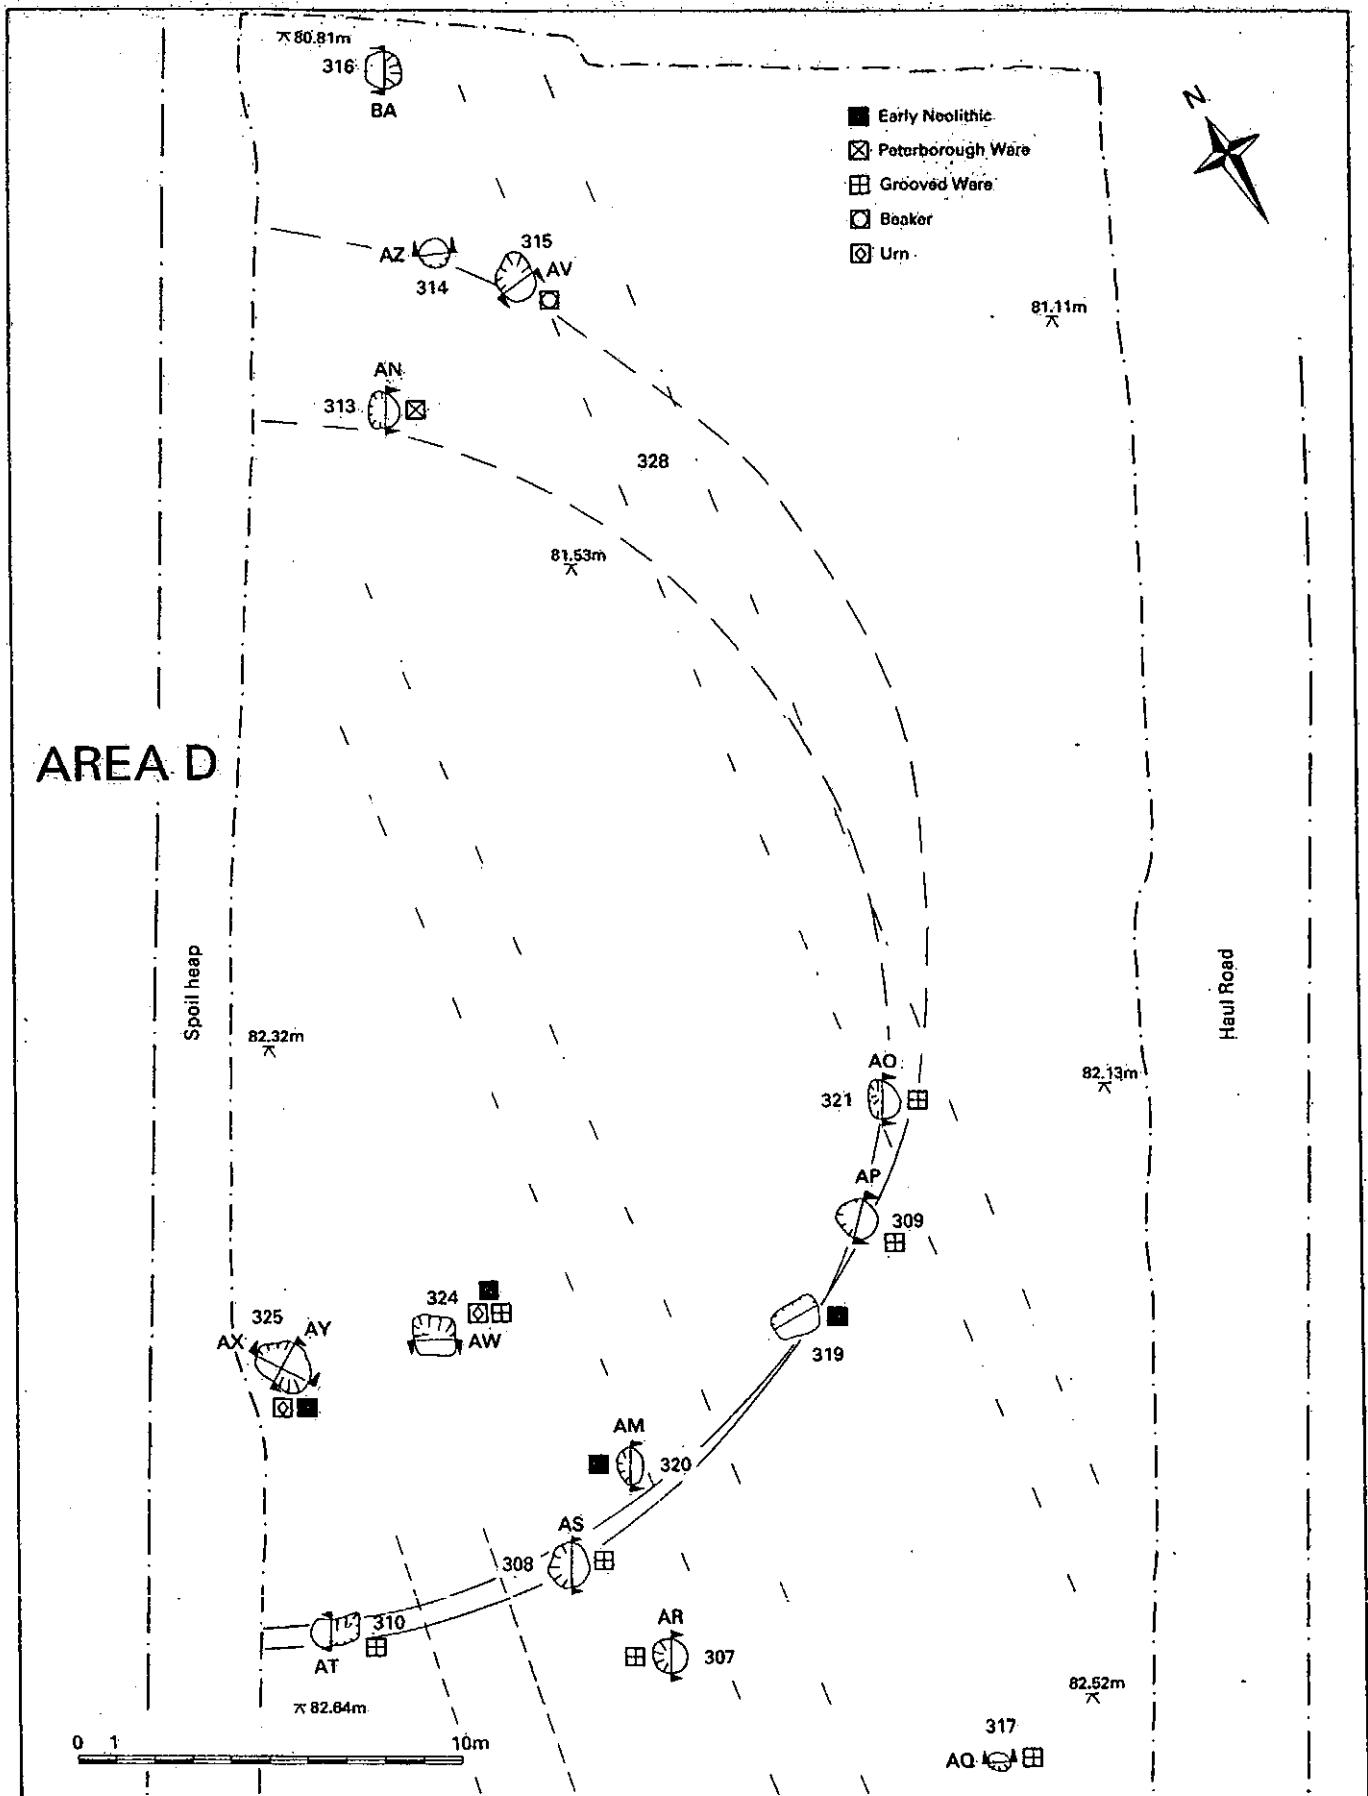 80.81m
316
BA
N
Early Neolithic
Peterborough Ware
Grooved Ware
Beaker
Urn
AZ
314
315
AV
81.11m
AN
313
328
81.53m
AREA D
Spoil heap
Haul Road
82.32m
82.13m
AO
321
AP
309
324
AW
325
AX
AY
319
AM
320
AS
308
310
AT
AR
307
82.64m
82.52m
317
AQ
0 1 10m